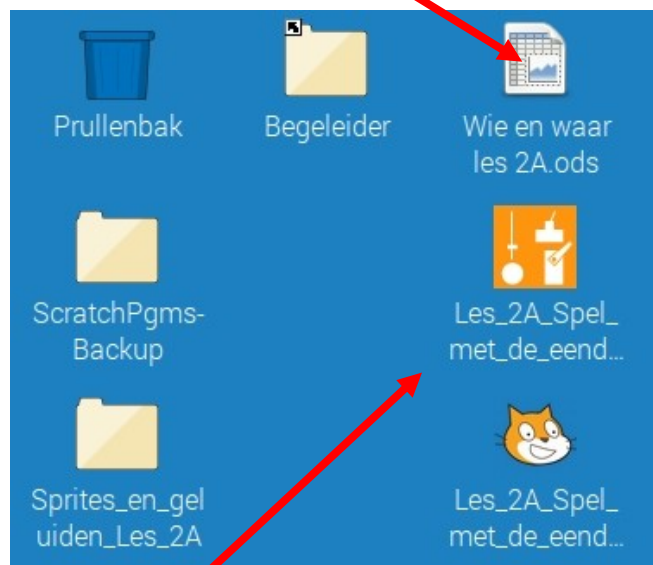 Prullenbak
Begeleider
Wie en waar
les 2A.ods
ScratchPgms-
Backup
Les_2A_Spel_
met_de_eend...
Sprites_en_gel
uiden_Les_2A
Les_2A_Spel_
met_de_eend...